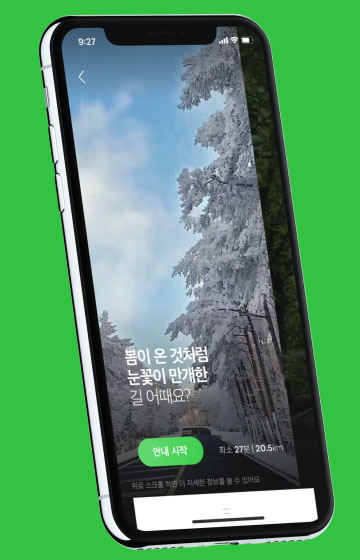 9:27
봄이 온 것처럼
눈꽃이 만개한
길 어때요?
안내 시작
최소 27분 | 20.5km
위로 스크롤 하면 더 자세한 정보를 볼 수 있어요